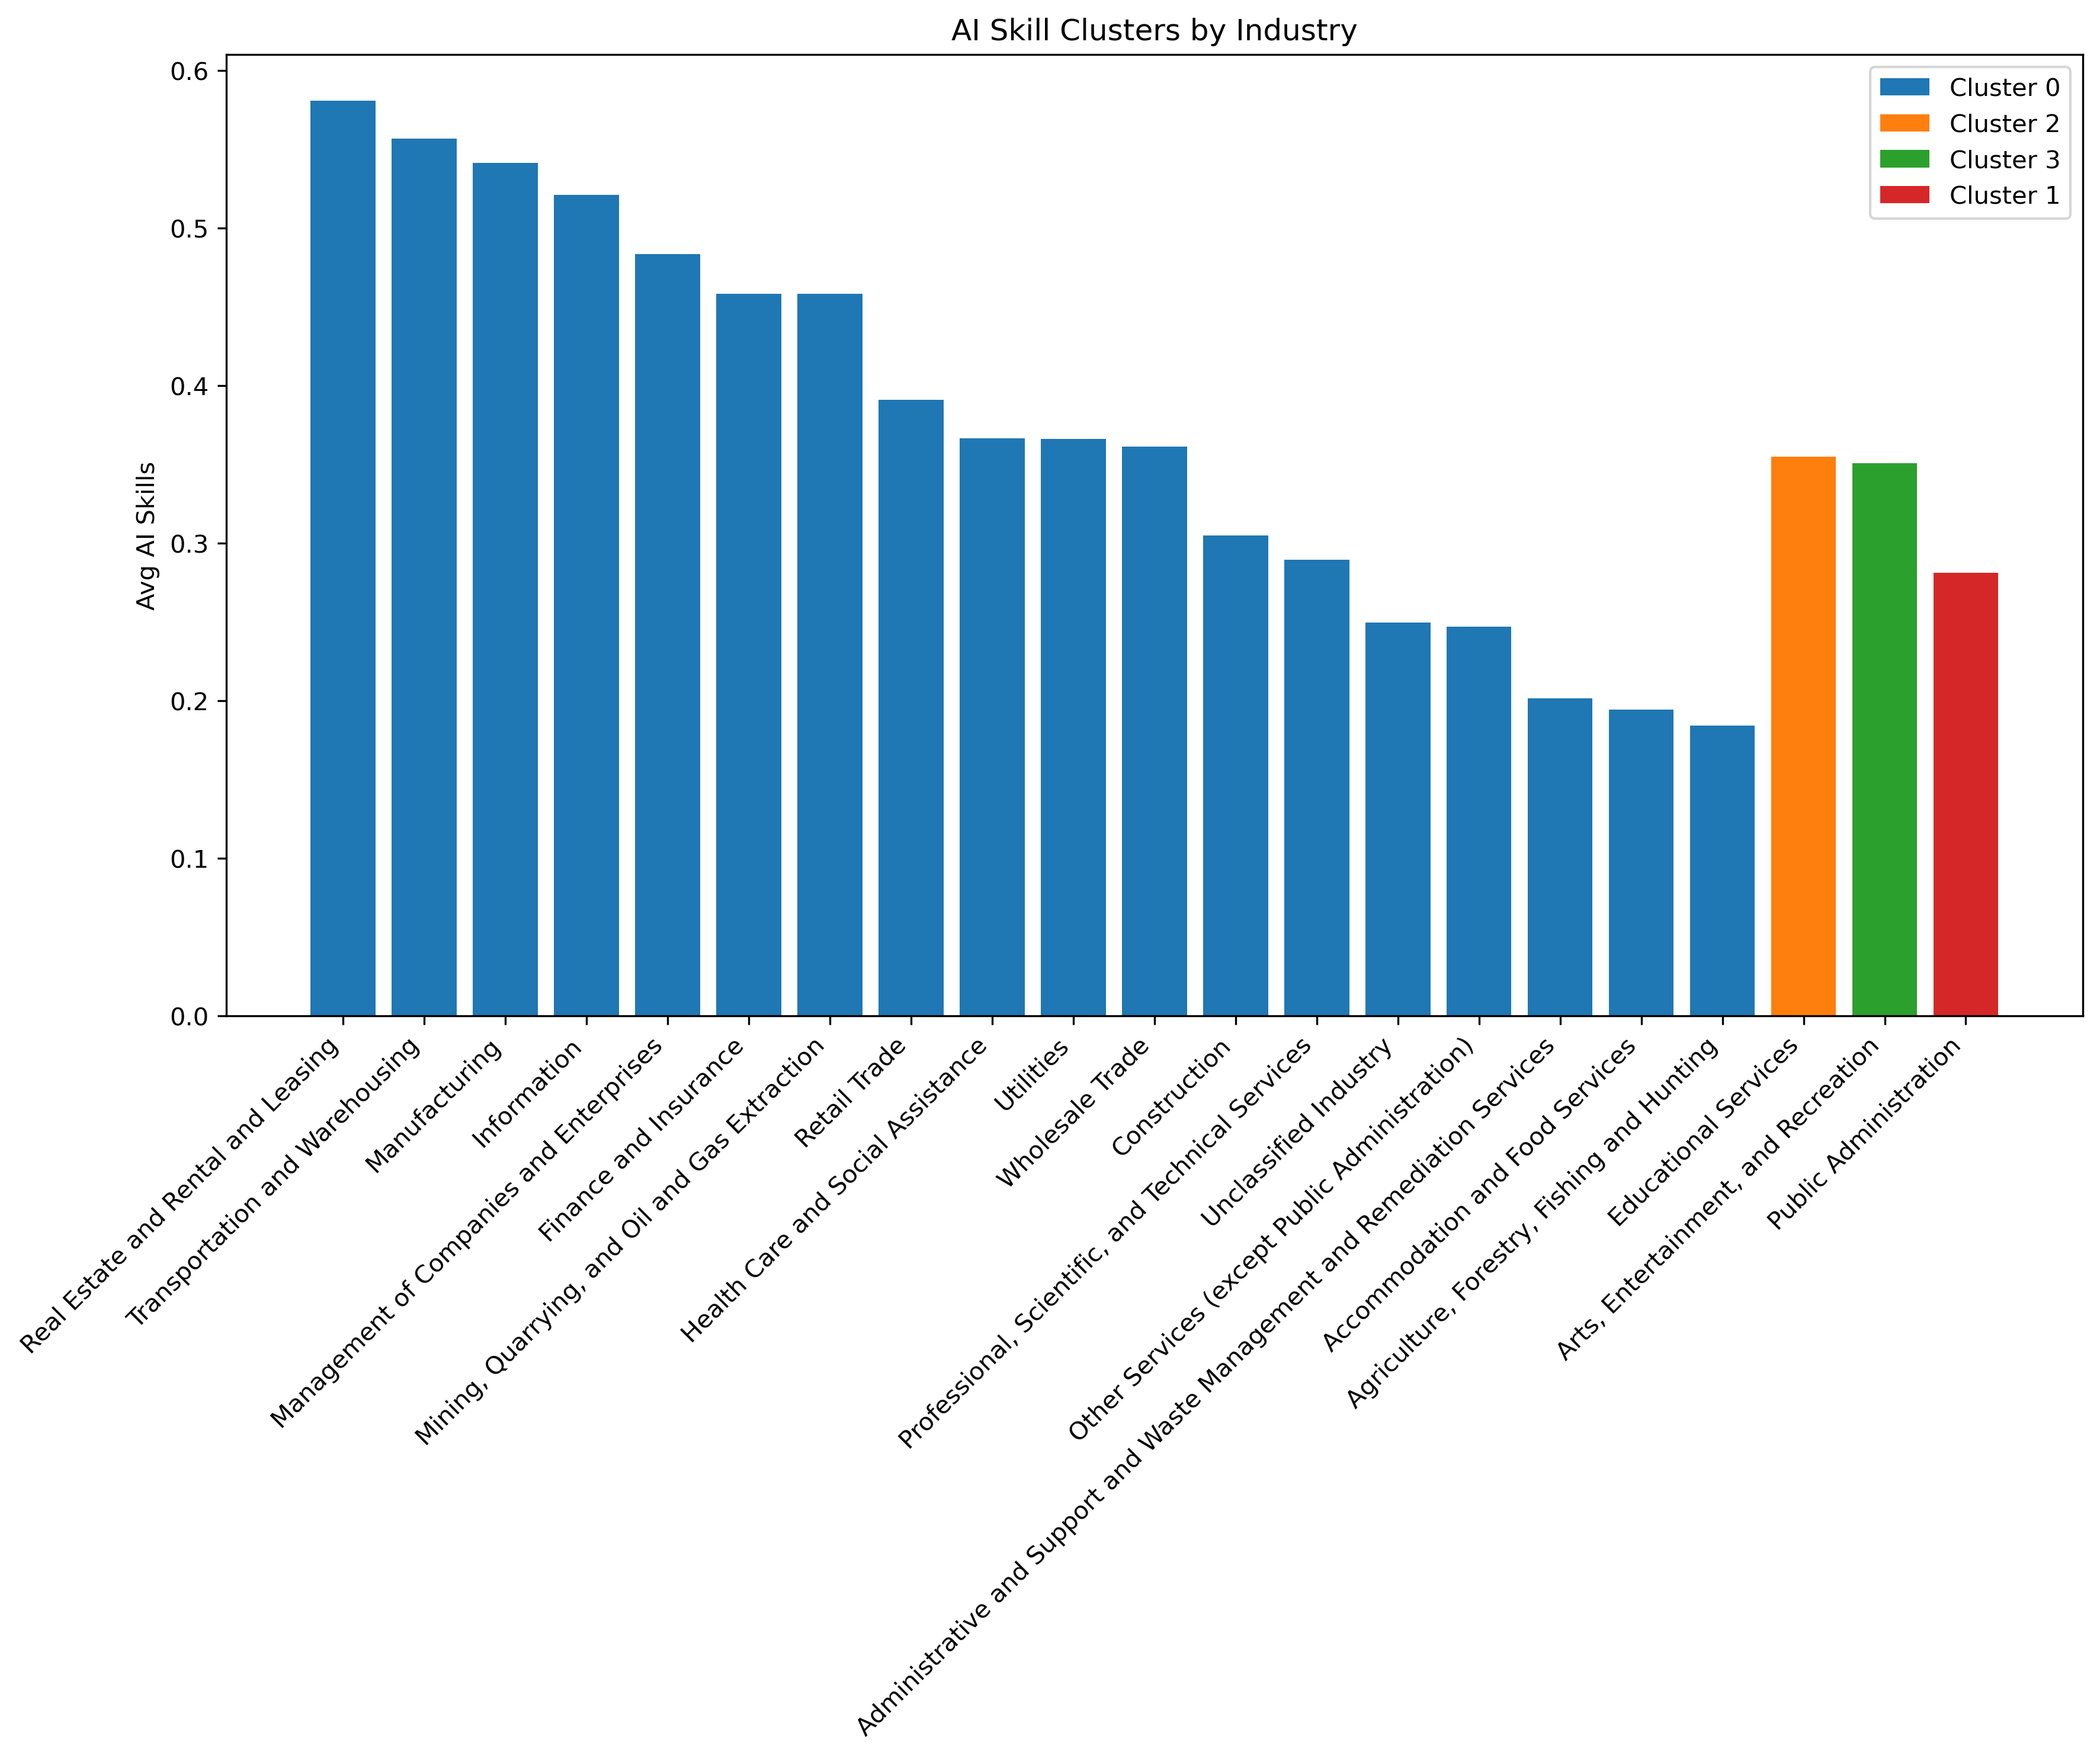 AI Skill Clusters by Industry
Cluster 0
Cluster 2
Cluster 3
Cluster 1
Avg AI Skills
0.6
0.5
0.4
0.3
0.2
0.1
0.0
Real Estate and Rental and Leasing
Transportation and Warehousing
Manufacturing
Information
Management of Companies and Enterprises
Finance and Insurance
Mining, Quarrying, and Oil and Gas Extraction
Retail Trade
Health Care and Social Assistance
Utilities
Wholesale Trade
Construction
Professional, Scientific, and Technical Services
Unclassified Industry
Other Services (except Public Administration)
Administrative and Support and Waste Management and Remediation Services
Accommodation and Food Services
Agriculture, Forestry, Fishing and Hunting
Educational Services
Arts, Entertainment, and Recreation
Public Administration